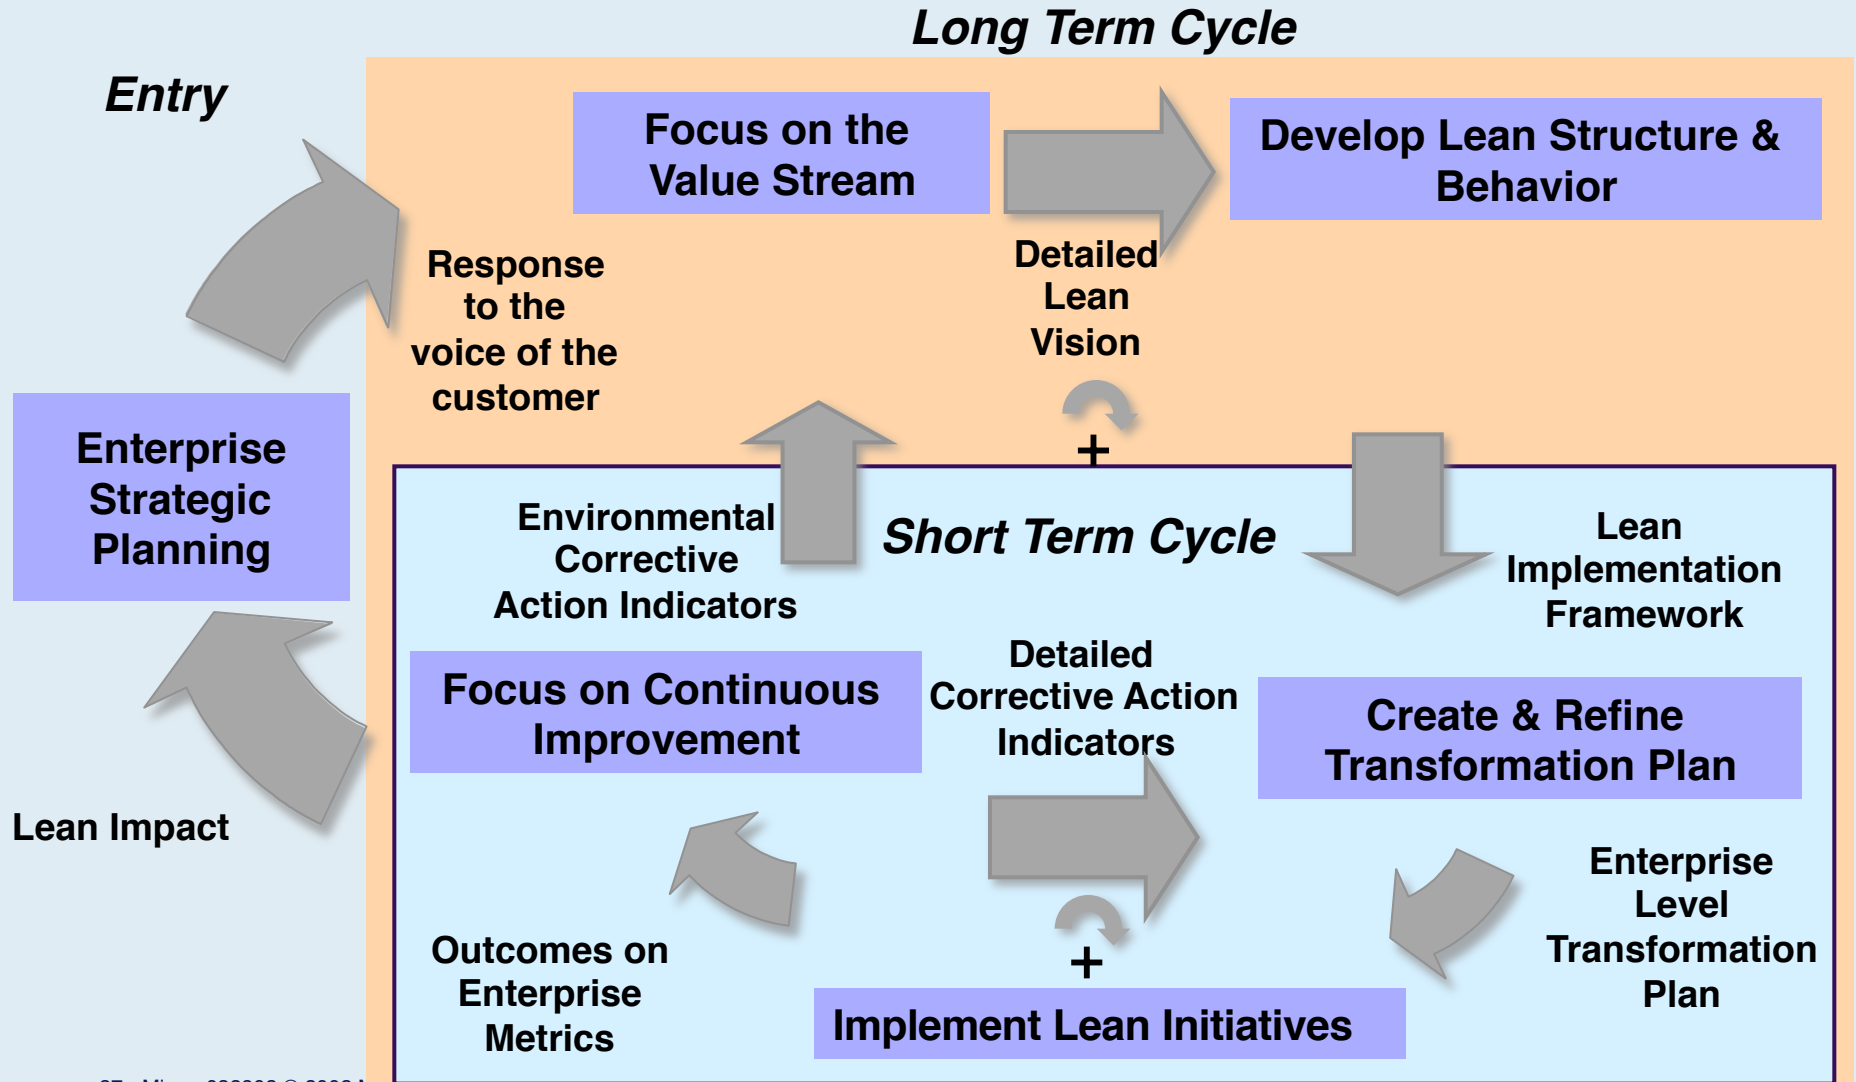 Long Term Cycle
Entry
Focus on the
Value Stream
Develop Lean Structure &
Behavior
Response
to the
voice of the
customer
Detailed
Lean
Vision
+
Enterprise
Strategic
Planning
Environmental
Corrective
Action Indicators
Short Term Cycle
Lean
Implementation
Framework
Focus on Continuous
Improvement
Detailed
Corrective Action
Indicators
Create & Refine
Transformation Plan
Lean Impact
Enterprise
Level
Transformation
Plan
Outcomes on
Enterprise
Metrics
+
Implement Lean Initiatives